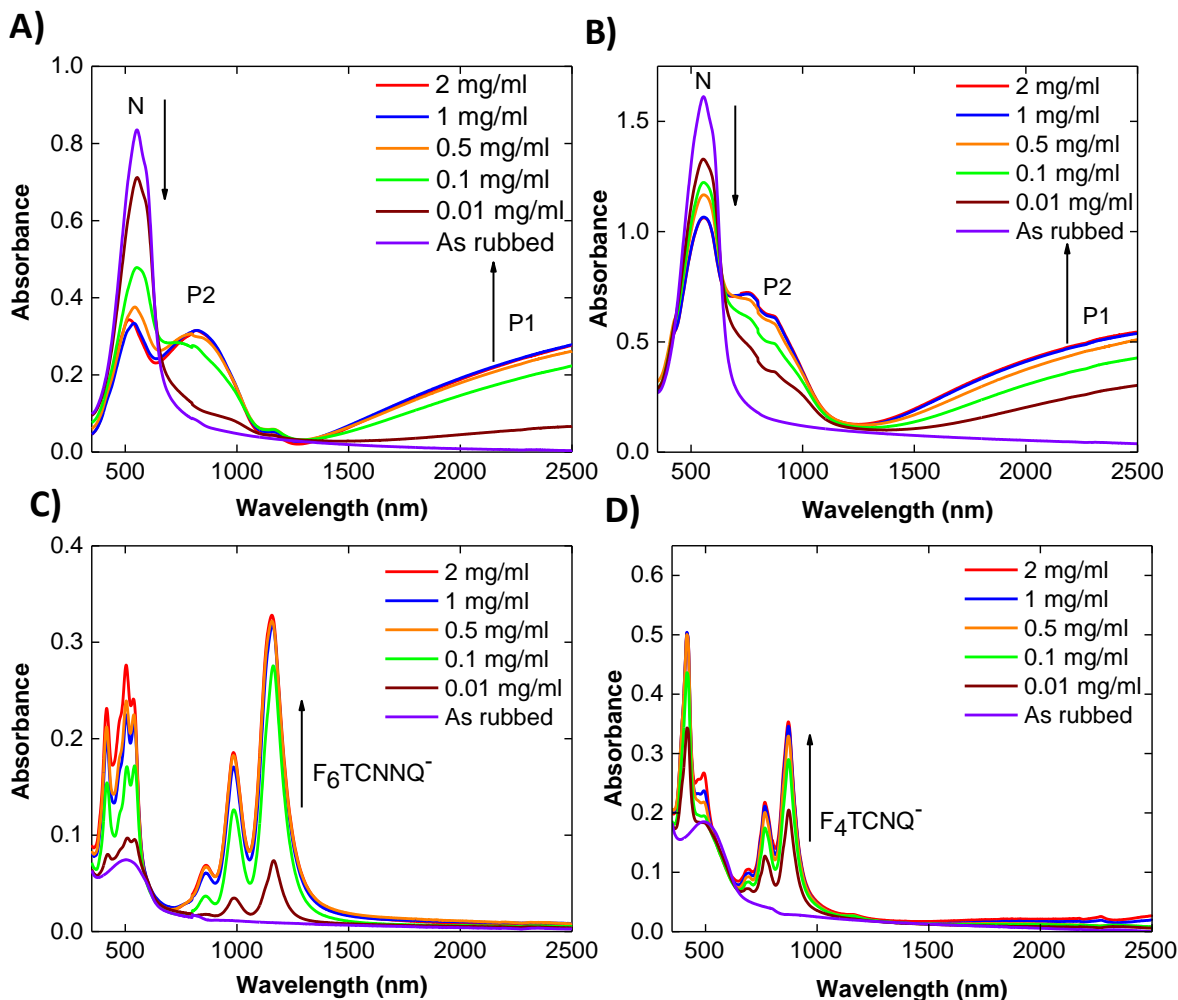 A)
1.0
0.8
0.6
0.4
0.2
0.0
Absorbance
N
P2
P1
2 mg/ml
1 mg/ml
0.5 mg/ml
0.1 mg/ml
0.01 mg/ml
As rubbed
500 1000 1500 2000 2500
Wavelength (nm)
B)
1.5
1.0
0.5
0.0
Absorbance
N
P2
P1
2 mg/ml
1 mg/ml
0.5 mg/ml
0.1 mg/ml
0.01 mg/ml
As rubbed
500 1000 1500 2000 2500
Wavelength (nm)
C)
0.4
0.3
0.2
0.1
0.0
Absorbance
2 mg/ml
1 mg/ml
0.5 mg/ml
0.1 mg/ml
0.01 mg/ml
As rubbed
F6TCNNQ-
500 1000 1500 2000 2500
Wavelength (nm)
D)
0.6
0.5
0.4
0.3
0.2
0.1
0.0
Absorbance
2 mg/ml
1 mg/ml
0.5 mg/ml
0.1 mg/ml
0.01 mg/ml
As rubbed
F4TCNQ-
500 1000 1500 2000 2500
Wavelength (nm)